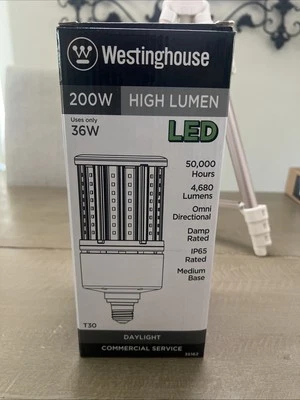 Westinghouse
200W HIGH LUMEN
Uses only
36W
LED
50,000
Hours
4,680
Lumens
Omni
Directional
Damp
Rated
IP65
Rated
Medium
Base
T30
DAYLIGHT
COMMERCIAL SERVICE